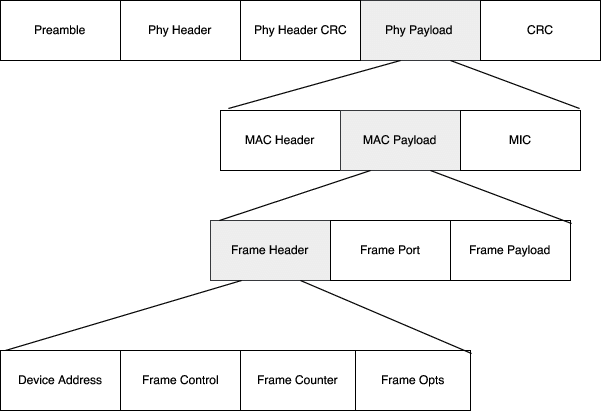 Preamble
Phy Header
Phy Header CRC
Phy Payload
CRC
MAC Header
MAC Payload
MIC
Frame Header
Frame Port
Frame Payload
Device Address
Frame Control
Frame Counter
Frame Opts